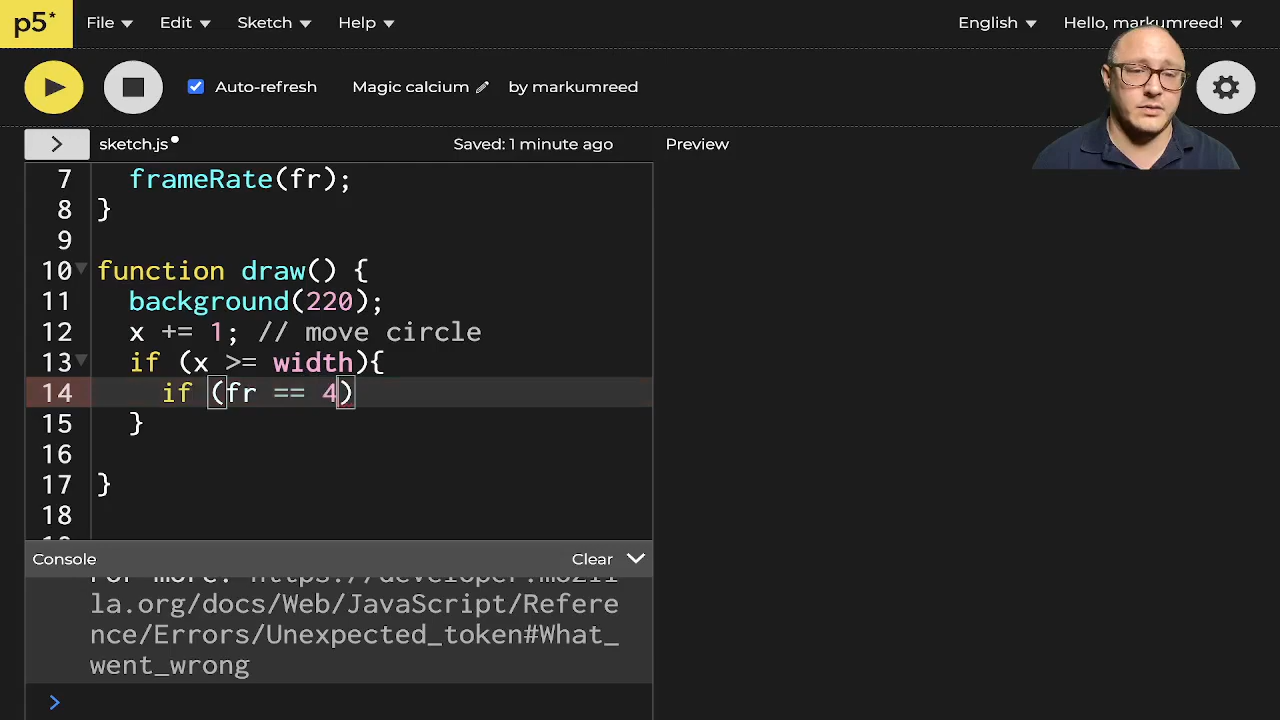 p5* File Edit Sketch Help English Hello, markumreed!
Auto-refresh Magic calcium by markumreed
> sketch.js Saved: 1 minute ago Preview
7 frameRate(fr);
8 }
9
10 function draw() {
11 background(220);
12 x += 1; // move circle
13 if (x >= width){
14 if (fr == 4)
15 }
16
17 }
18
Console Clear
For more: https://developer.mozil
la.org/docs/Web/JavaScript/Refere
nce/Errors/Unexpected_token#What_
went_wrong
>